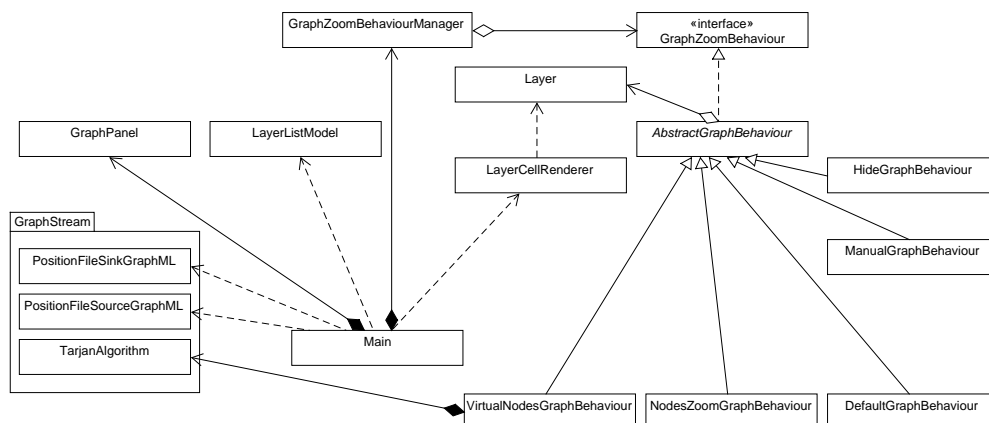 GraphZoomBehaviourManager
«interface»
GraphZoomBehaviour
Layer
GraphPanel
LayerListModel
AbstractGraphBehaviour
LayerCellRenderer
HideGraphBehaviour
GraphStream
ManualGraphBehaviour
PositionFileSinkGraphML
PositionFileSourceGraphML
Main
TarjanAlgorithm
VirtualNodesGraphBehaviour
NodesZoomGraphBehaviour
DefaultGraphBehaviour